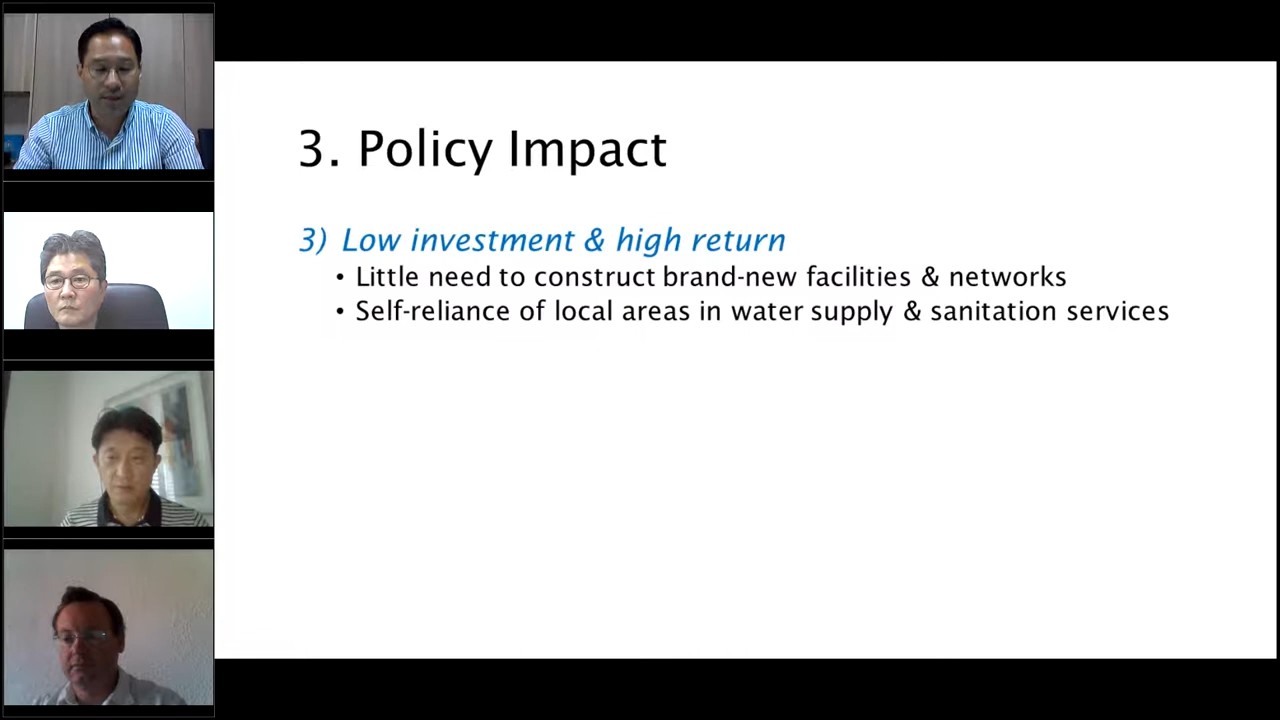 3. Policy Impact
3) Low investment & high return
• Little need to construct brand-new facilities & networks
• Self-reliance of local areas in water supply & sanitation services